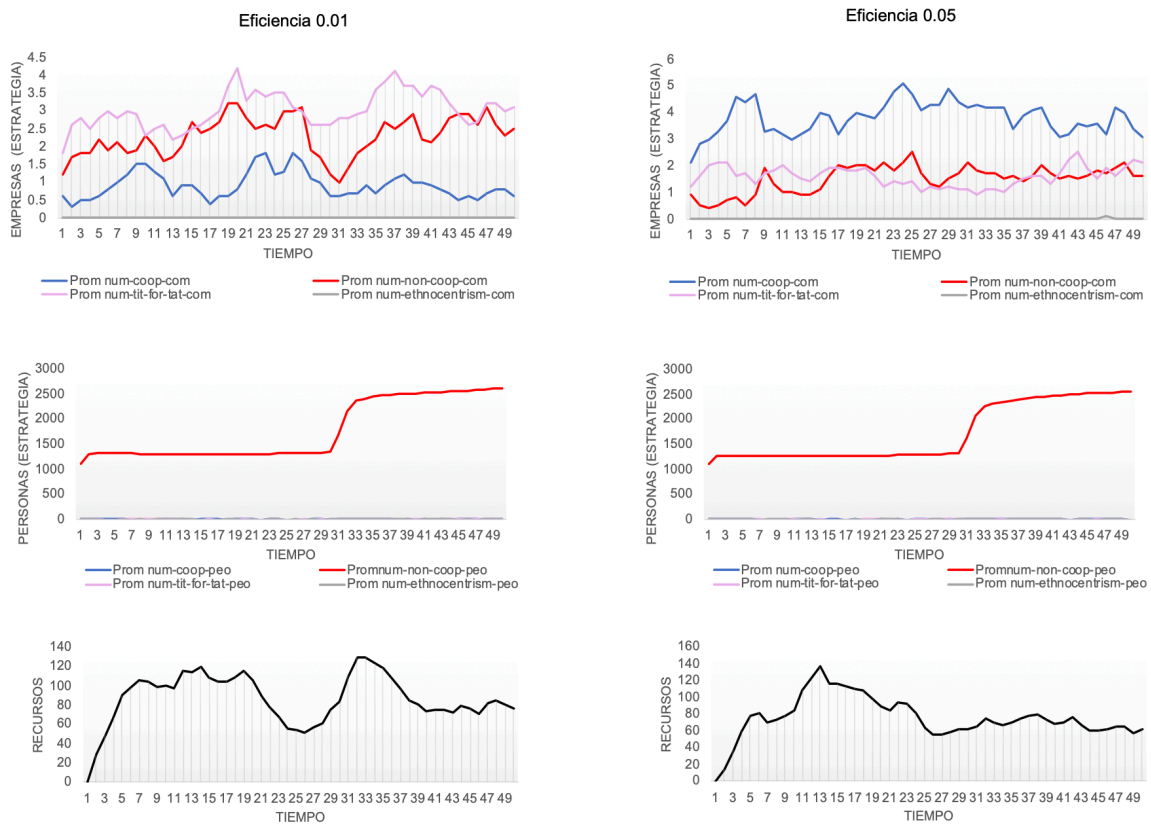 Eficiencia 0.01
EMPRESAS (ESTRATEGIA)
4.5
4
3.5
3
2.5
2
1.5
1
0.5
0
1 3 5 7 9 11 13 15 17 19 21 23 25 27 29 31 33 35 37 39 41 43 45 47 49
TIEMPO
Prom num-coop-com Prom num-non-coop-com
Prom num-tit-for-tat-com Prom num-ethnocentrism-com
Eficiencia 0.05
EMPRESAS (ESTRATEGIA)
6
5
4
3
2
1
0
1 3 5 7 9 11 13 15 17 19 21 23 25 27 29 31 33 35 37 39 41 43 45 47 49
TIEMPO
Prom num-coop-com Prom num-non-coop-com
Prom num-tit-for-tat-com Prom num-ethnocentrism-com
PERSONAS (ESTRATEGIA)
3000
2500
2000
1500
1000
500
0
1 3 5 7 9 11 13 15 17 19 21 23 25 27 29 31 33 35 37 39 41 43 45 47 49
TIEMPO
Prom num-coop-peo Promnum-non-coop-peo
Prom num-tit-for-tat-peo Prom num-ethnocentrism-peo
PERSONAS (ESTRATEGIA)
3000
2500
2000
1500
1000
500
0
1 3 5 7 9 11 13 15 17 19 21 23 25 27 29 31 33 35 37 39 41 43 45 47 49
TIEMPO
Prom num-coop-peo Promnum-non-coop-peo
Prom num-tit-for-tat-peo Prom num-ethnocentrism-peo
RECURSOS
140
120
100
80
60
40
20
0
1 3 5 7 9 11 13 15 17 19 21 23 25 27 29 31 33 35 37 39 41 43 45 47 49
TIEMPO
RECURSOS
160
140
120
100
80
60
40
20
0
1 3 5 7 9 11 13 15 17 19 21 23 25 27 29 31 33 35 37 39 41 43 45 47 49
TIEMPO